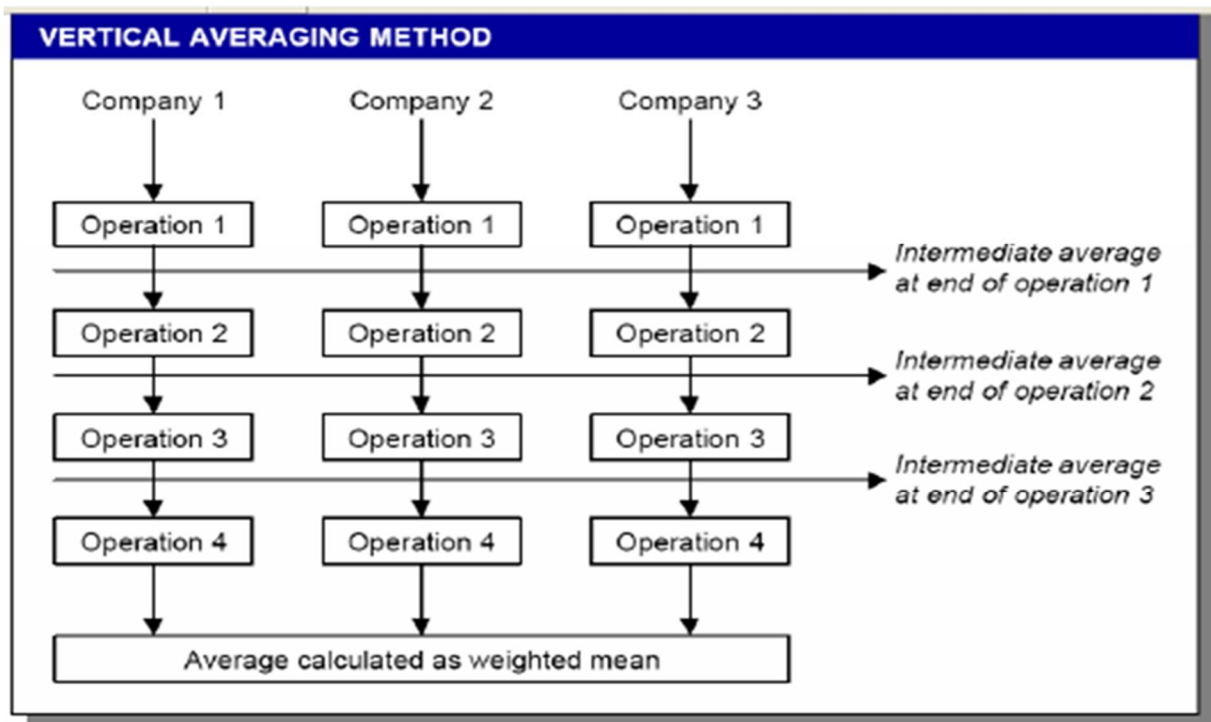 VERTICAL AVERAGING METHOD
Company 1 Company 2 Company 3
Operation 1 Operation 1 Operation 1
Intermediate average
at end of operation 1
Operation 2 Operation 2 Operation 2
Intermediate average
at end of operation 2
Operation 3 Operation 3 Operation 3
Intermediate average
at end of operation 3
Operation 4 Operation 4 Operation 4
Average calculated as weighted mean